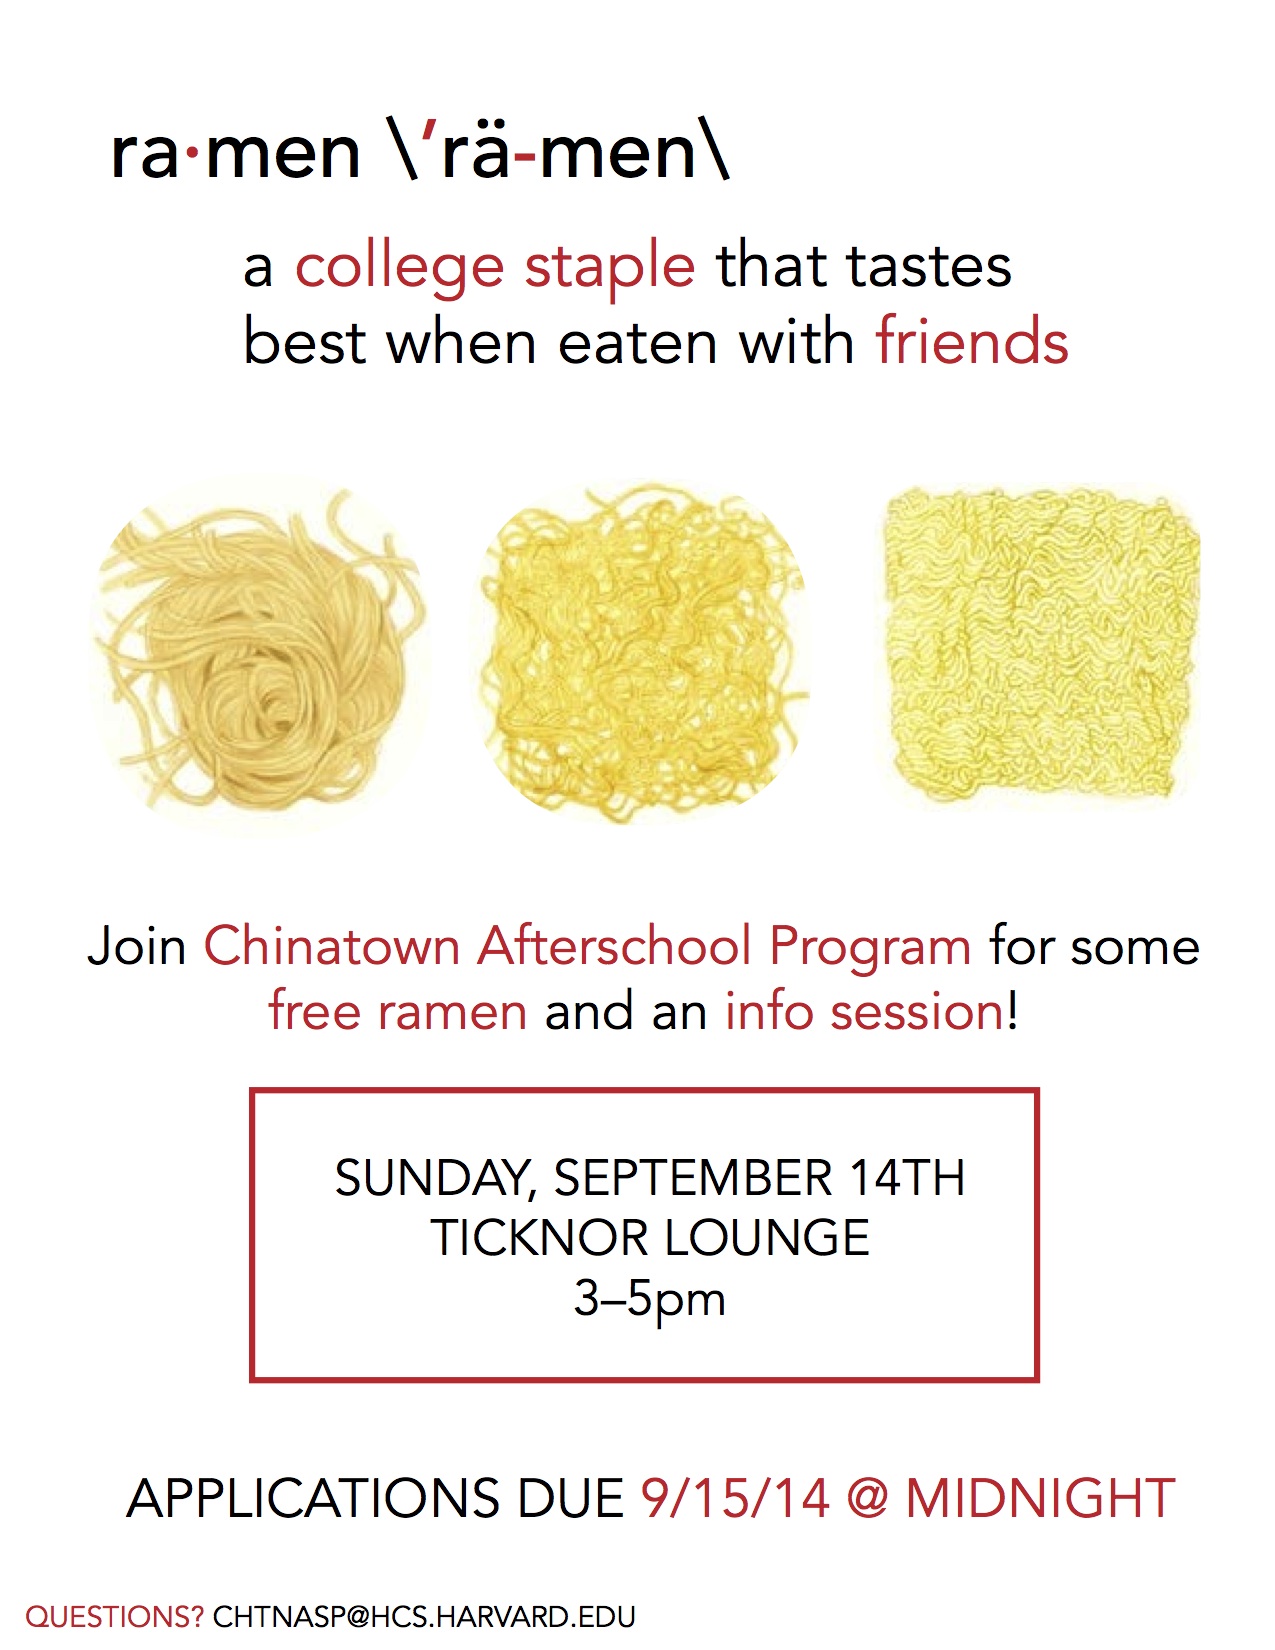 ra·men \'rä-men\
a college staple that tastes
best when eaten with friends
Join Chinatown Afterschool Program for some
free ramen and an info session!
SUNDAY, SEPTEMBER 14TH
TICKNOR LOUNGE
3–5pm
APPLICATIONS DUE 9/15/14 @ MIDNIGHT
QUESTIONS? CHTNASP@HCS.HARVARD.EDU